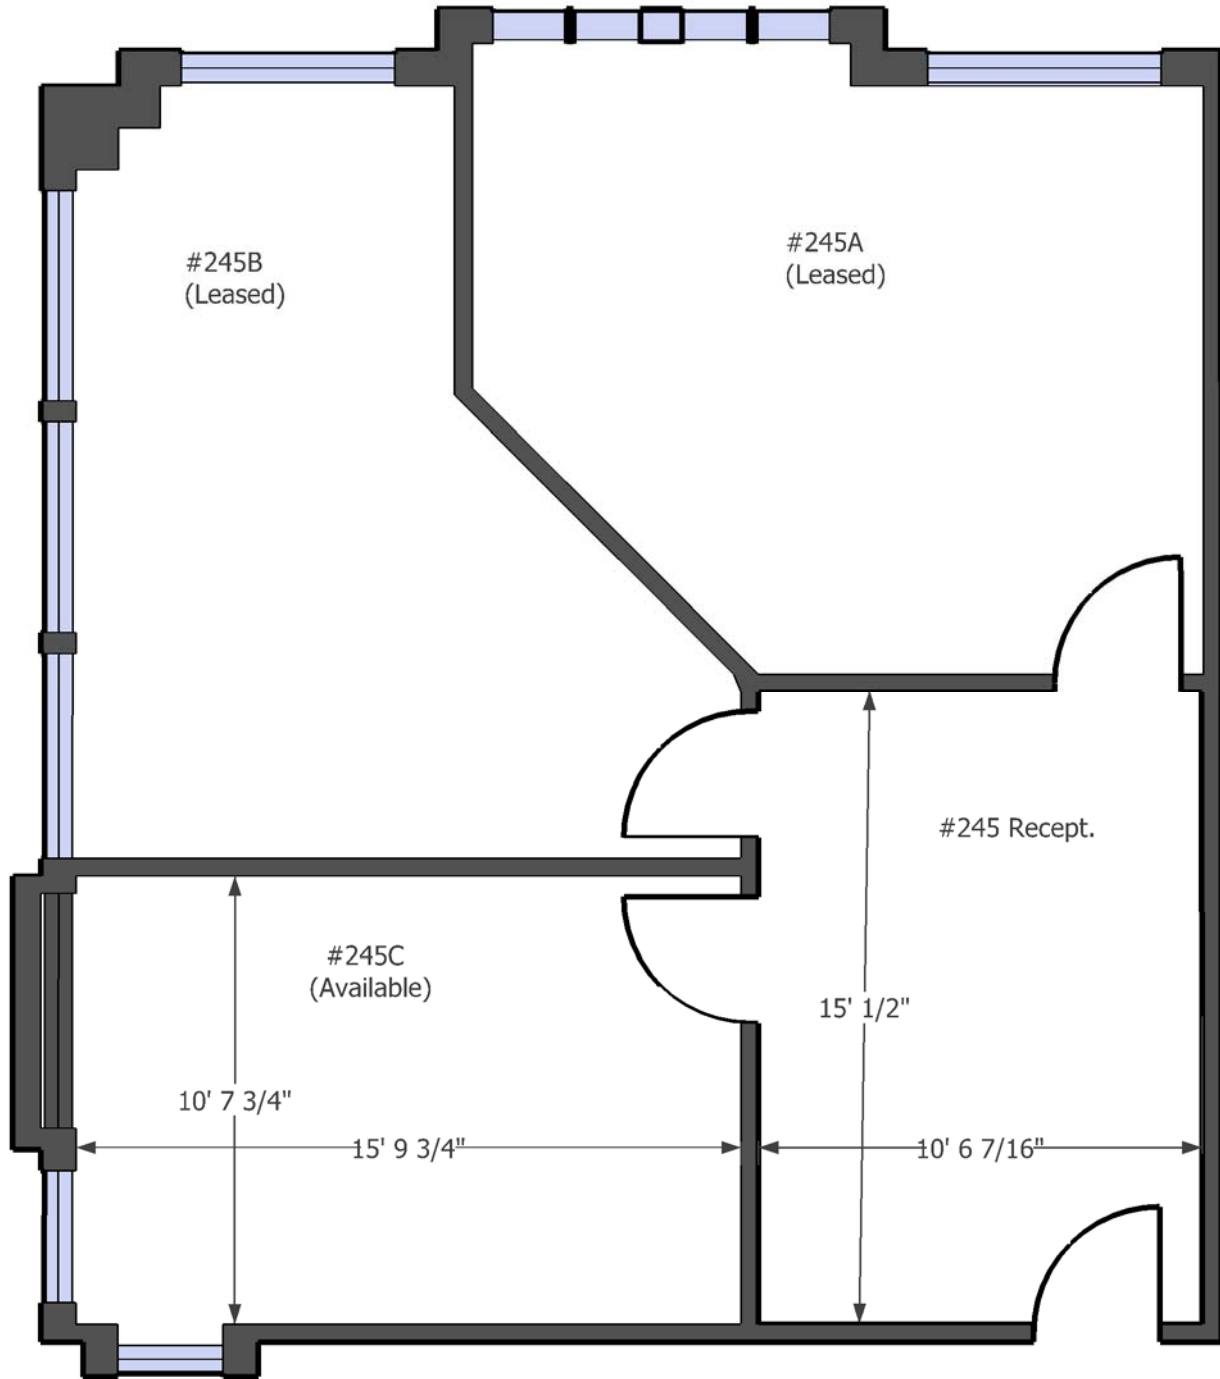 #245A
(Leased)
#245B
(Leased)
#245 Recept.
#245C
(Available)
15' 1/2"
10' 7 3/4"
15' 9 3/4"
10' 6 7/16"